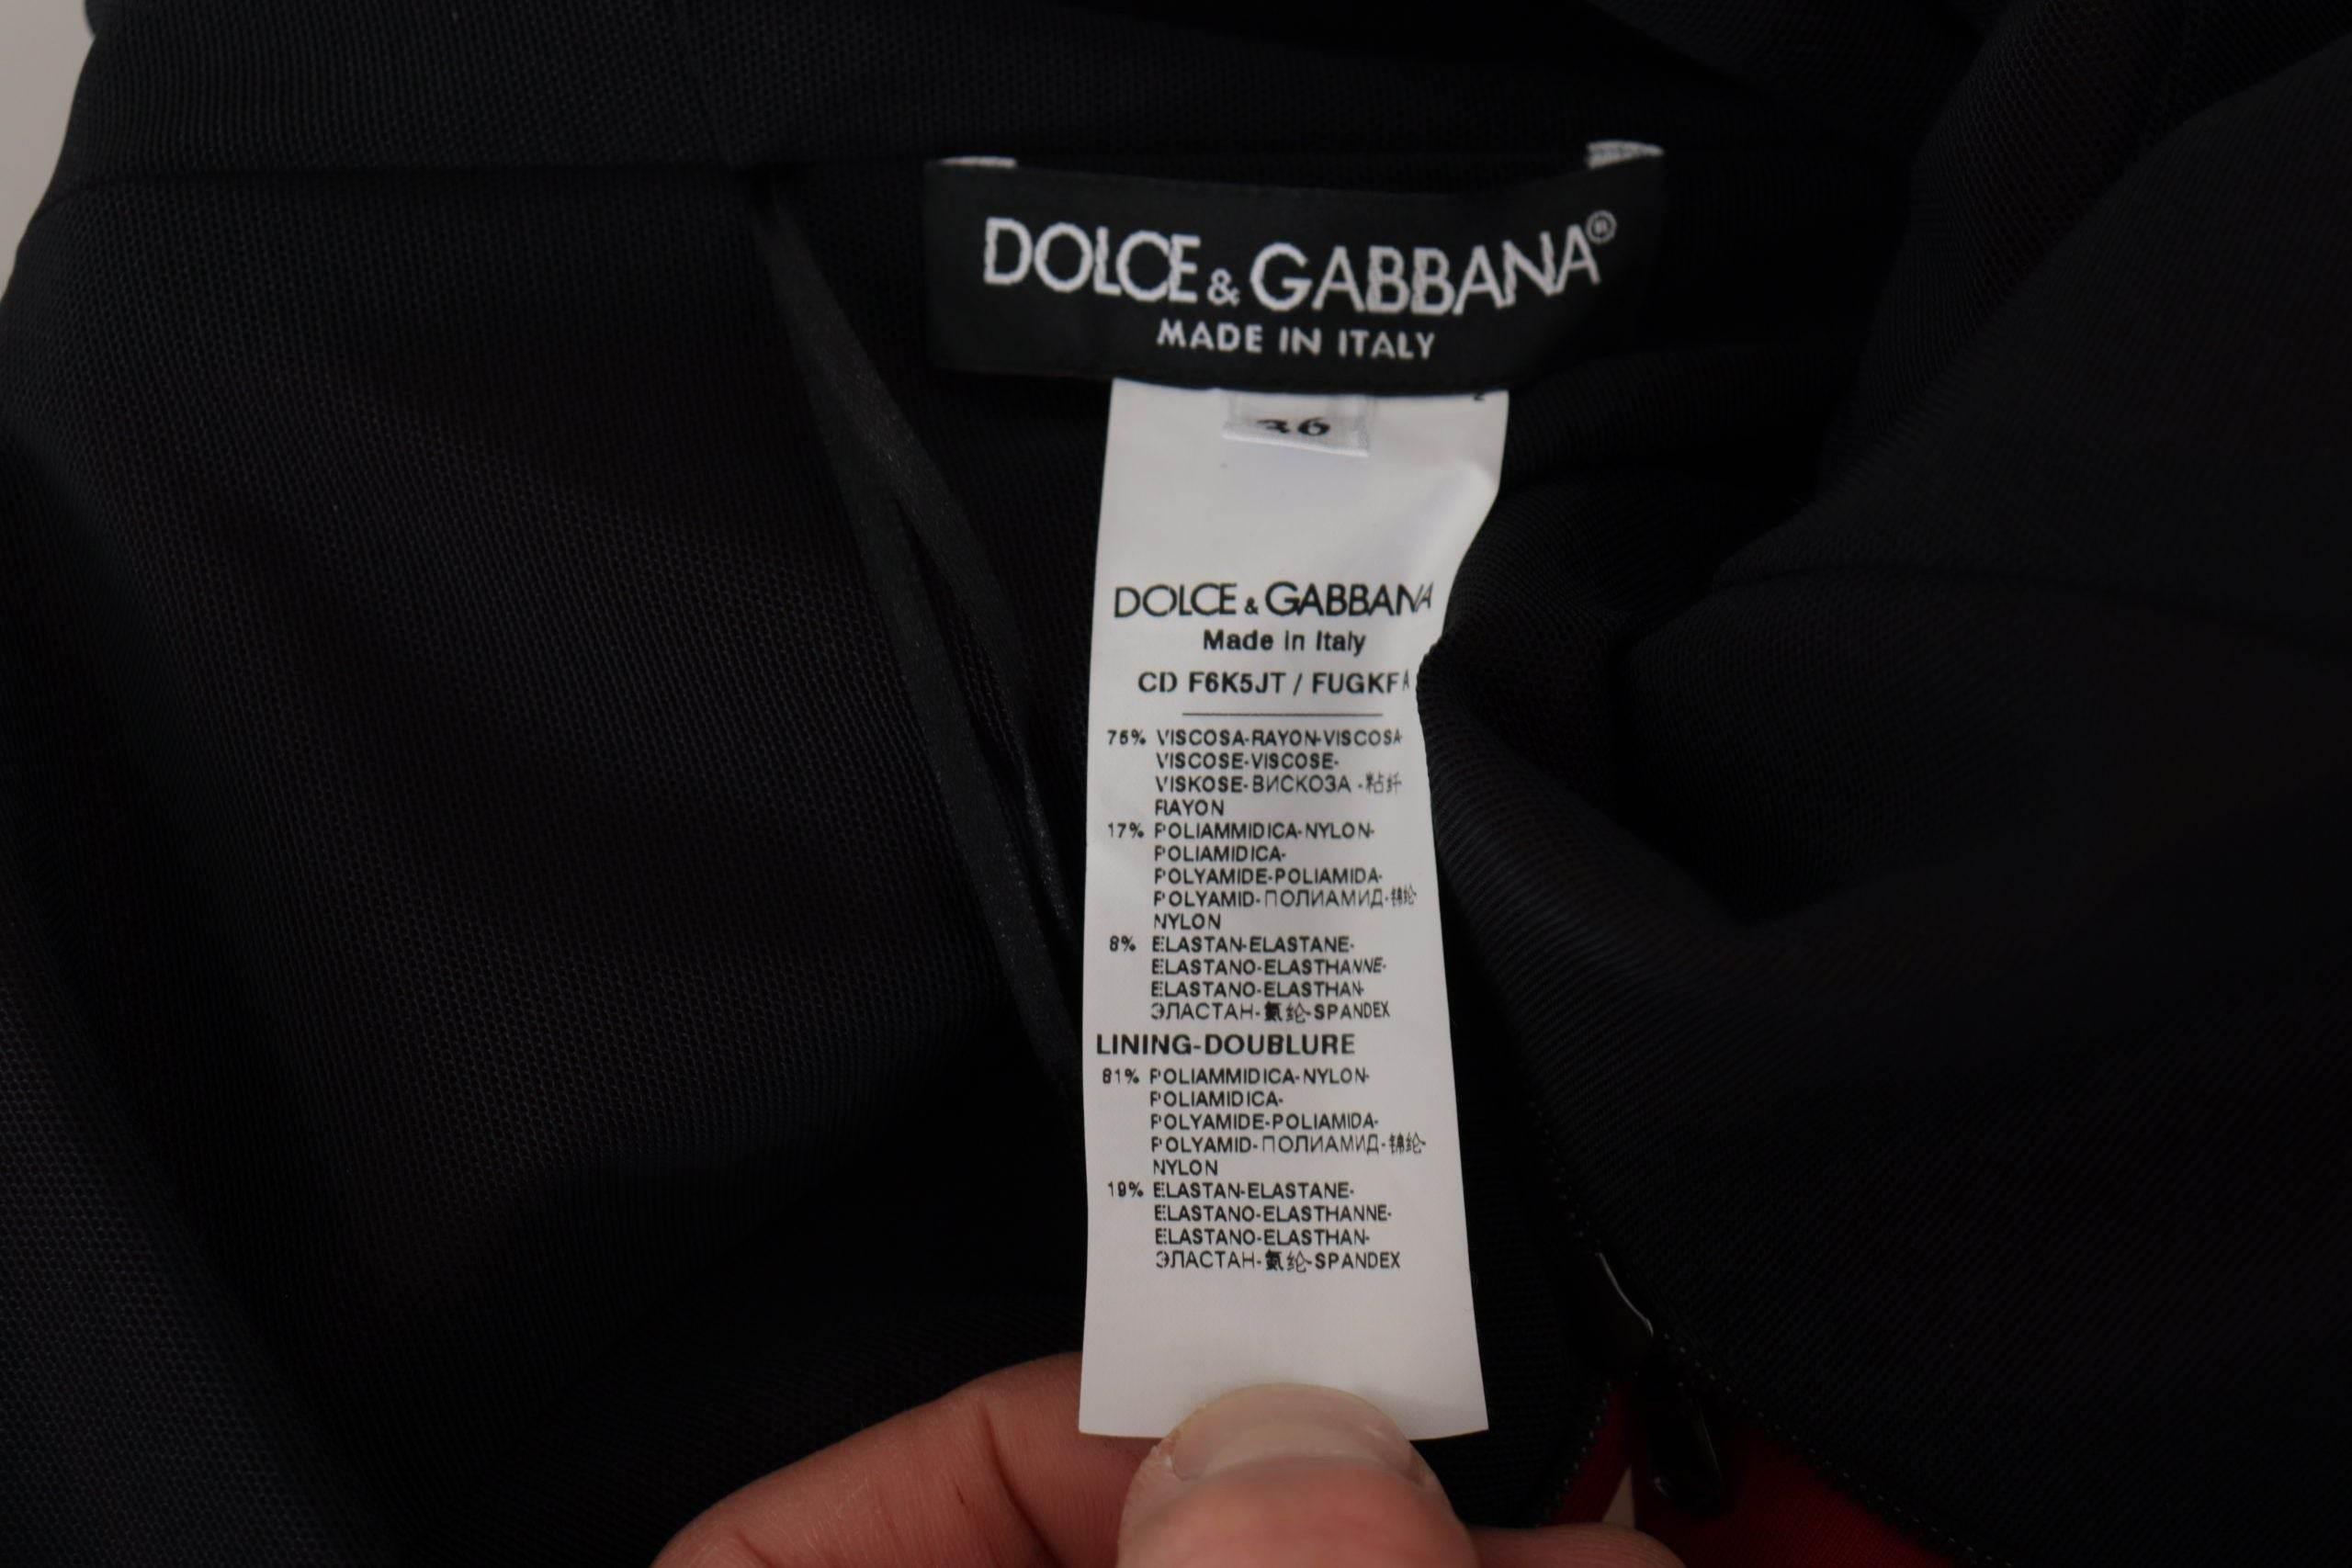 DOLCE & GABBANA®
MADE IN ITALY
36
DOLCE & GABBANA
Made in Italy
CD F6K5JT / FUGKFA
75% VISCOSA-RAYON-VISCOSA
VISCOSE-VISCOSE-
VISKOSE-ВИСКОЗА -粘纤
RAYON
17% POLIAMMIDICA-NYLON-
POLIAMIDICA-
POLYAMIDE-POLIAMIDA-
POLYAMID-ПОЛИАМИД-锦纶-
NYLON
8% ELASTAN-ELASTANE-
ELASTANO-ELASTHANNE-
ELASTANO-ELASTHAN-
ЭЛАСТАН-氨纶-SPANDEX
LINING-DOUBLURE
81% POLIAMMIDICA-NYLON-
POLIAMIDICA-
POLYAMIDE-POLIAMIDA-
POLYAMID-ПОЛИАМИД-锦纶-
NYLON
19% ELASTAN-ELASTANE-
ELASTANO-ELASTHANNE-
ELASTANO-ELASTHAN-
ЭЛАСТАН-氨纶-SPANDEX